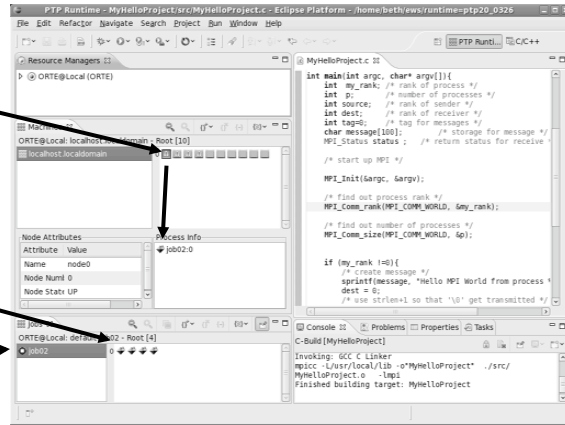 PTP Runtime - MyHelloProject/src/MyHelloProject.c - Eclipse Platform - /home/beth/ews/runtime=ptp20_0326
File Edit Refactor Navigate Search Project Run Window Help
PTP Runti... C/C++
Resource Managers
ORTE@Local (ORTE)
Machines
ORTE@Local: localhost.localdomain - Root [10]
localhost.localdomain
0
Node Attributes
Attribute Value
Name node0
Node Num 0
Node State UP
Process Info
job02:0
Jobs
ORTE@Local: default job02 - Root [4]
job02
0
MyHelloProject.c
int main(int argc, char* argv[]){
int my_rank; /* rank of process */
int p; /* number of processes */
int source; /* rank of sender */
int dest; /* rank of receiver */
int tag=0; /* tag for messages */
char message[100]; /* storage for message */
MPI_Status status ; /* return status for receive
/* start up MPI */
MPI_Init(&argc, &argv);
/* find out process rank */
MPI_Comm_rank(MPI_COMM_WORLD, &my_rank);
/* find out number of processes */
MPI_Comm_size(MPI_COMM_WORLD, &p);
if (my_rank !=0){
/* create message */
sprintf(message, "Hello MPI World from process
dest = 0;
/* use strlen+1 so that '\0' get transmitted */
Console Problems Properties Tasks
C-Build [MyHelloProject]
Invoking: GCC C Linker
mpicc -L/usr/local/lib -o"MyHelloProject" ./src/
MyHelloProject.o -lmpi
Finished building target: MyHelloProject